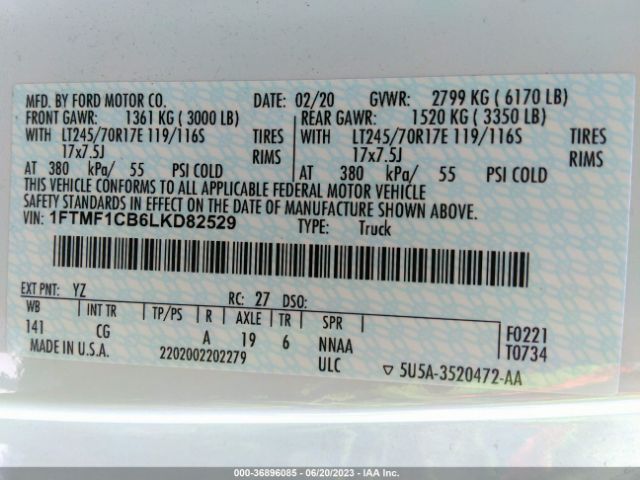 MFD. BY FORD MOTOR CO. DATE: 02/20 GVWR: 2799 KG ( 6170 LB)
FRONT GAWR: 1361 KG ( 3000 LB) REAR GAWR: 1520 KG ( 3350 LB)
WITH LT245/70R17E 119/116S TIRES WITH LT245/70R17E 119/116S TIRES
17x7.5J RIMS 17x7.5J RIMS
AT 380 kPa/ 55 PSI COLD AT 380 kPa/ 55 PSI COLD
THIS VEHICLE CONFORMS TO ALL APPLICABLE FEDERAL MOTOR VEHICLE
SAFETY STANDARDS IN EFFECT ON THE DATE OF MANUFACTURE SHOWN ABOVE.
VIN: 1FTMF1CB6LKD82529 TYPE: Truck
EXT PNT: YZ RC: 27 DSO:
WB INT TR TP/PS R AXLE TR SPR
141 CG A 19 6 NNAA F0221
MADE IN U.S.A. 2202002202279 ULC T0734
▽ 5U5A-3520472-AA
000-36896085 - 06/20/2023 - IAA Inc.